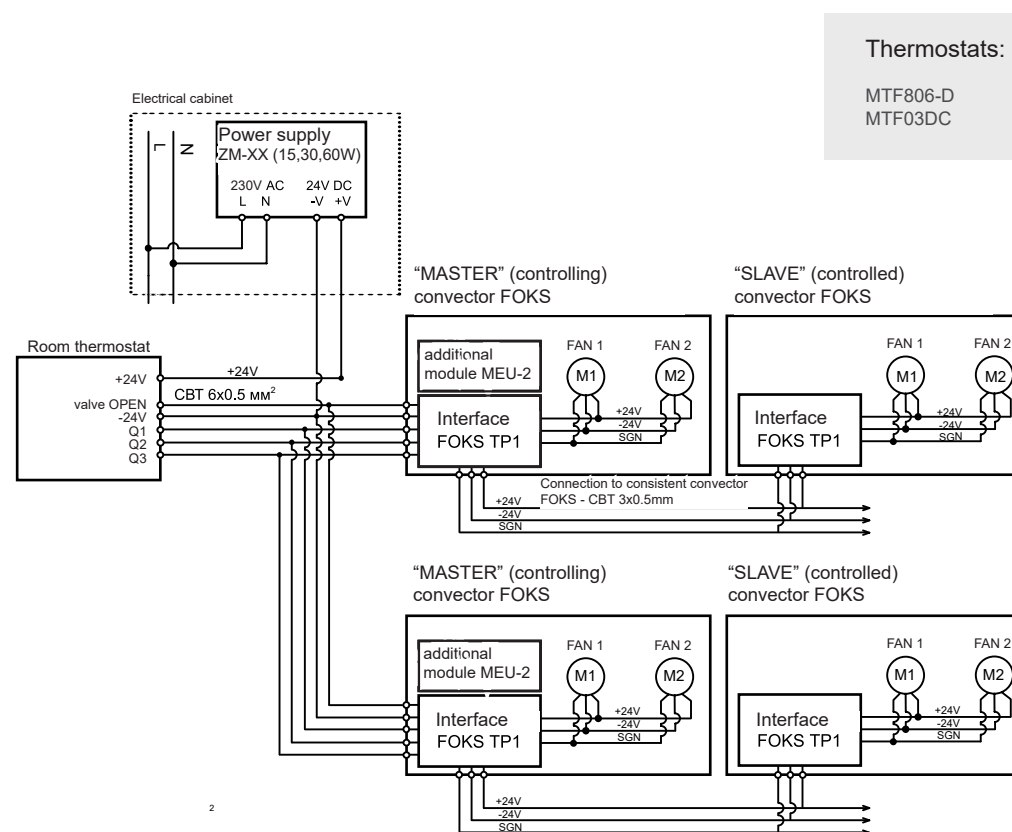 Thermostats:
MTF806-D
MTF03DC
Electrical cabinet
L
N
Power supply
ZM-XX (15,30,60W)
230V AC 24V DC
L N -V +V
"MASTER" (controlling)
convector FOKS
"SLAVE" (controlled)
convector FOKS
Room thermostat
+24V
valve OPEN
-24V
Q1
Q2
Q3
+24V
СВТ 6x0.5 мм²
additional
module MEU-2
FAN 1
FAN 2
M1
M2
Interface
FOKS TP1
+24V
-24V
SGN
FAN 1
FAN 2
M1
M2
Interface
FOKS TP1
+24V
-24V
SGN
Connection to consistent convector
FOKS - CBT 3x0.5mm
+24V
-24V
SGN
"MASTER" (controlling)
convector FOKS
"SLAVE" (controlled)
convector FOKS
additional
module MEU-2
FAN 1
FAN 2
M1
M2
Interface
FOKS TP1
+24V
-24V
SGN
FAN 1
FAN 2
M1
M2
Interface
FOKS TP1
+24V
-24V
SGN
2
+24V
-24V
SGN